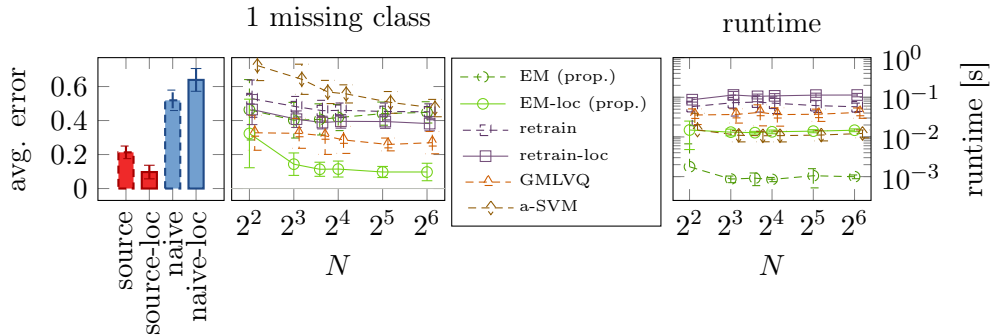 1 missing class
runtime
avg. error
0.6
0.4
0.2
0
source
source-loc
naive
naive-loc
2^2 2^3 2^4 2^5 2^6
N
EM (prop.)
EM-loc (prop.)
retrain
retrain-loc
GMLVQ
a-SVM
2^2 2^3 2^4 2^5 2^6
N
10^0
10^−1
10^−2
10^−3
runtime [s]